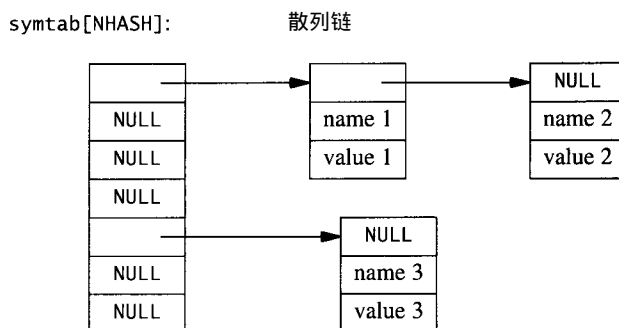 symtab[NHASH]: 散列链
NULL
NULL name 1 name 2
NULL value 1 value 2
NULL
NULL
NULL name 3
NULL value 3